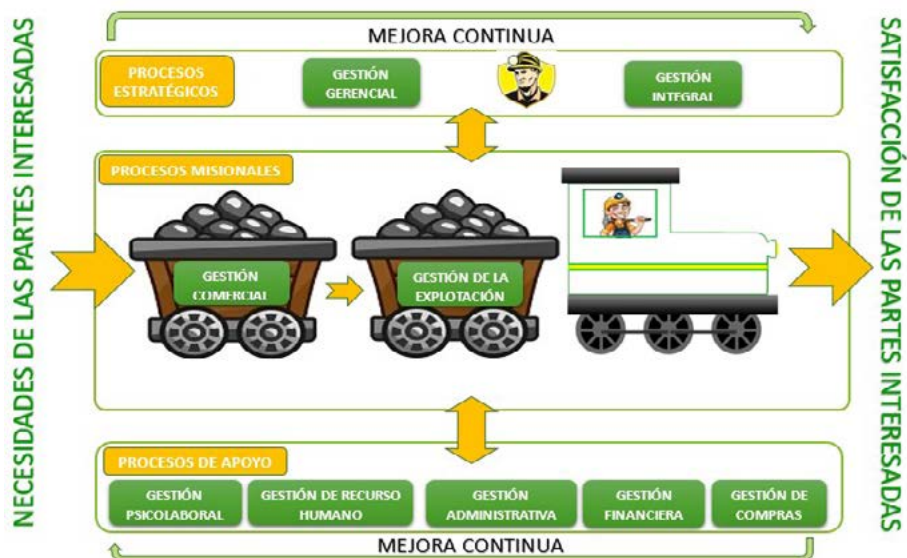 NECESIDADES DE LAS PARTES INTERESADAS
MEJORA CONTINUA
PROCESOS
ESTRATÉGICOS
GESTIÓN
GERENCIAL
GESTIÓN
INTEGRAL
PROCESOS MISIONALES
GESTIÓN
COMERCIAL
GESTIÓN DE LA
EXPLOTACIÓN
PROCESOS DE APOYO
GESTIÓN
PSICOLABORAL
GESTIÓN DE RECURSO
HUMANO
GESTIÓN
ADMINISTRATIVA
GESTIÓN
FINANCIERA
GESTIÓN DE
COMPRAS
MEJORA CONTINUA
SATISFACCIÓN DE LAS PARTES INTERESADAS